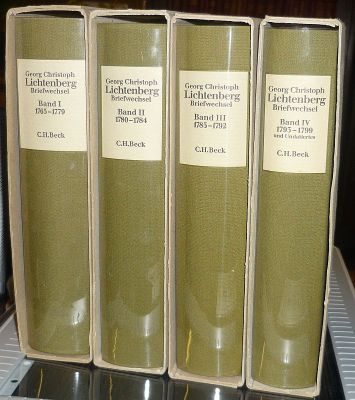 Georg Christoph
Lichtenberg
Briefwechsel
Band I
1765–1779
C.H.Beck
Georg Christoph
Lichtenberg
Briefwechsel
Band II
1780–1784
C.H.Beck
Georg Christoph
Lichtenberg
Briefwechsel
Band III
1785–1792
C.H.Beck
Georg Christoph
Lichtenberg
Briefwechsel
Band IV
1793–1799
und Undatiertes
C.H.Beck